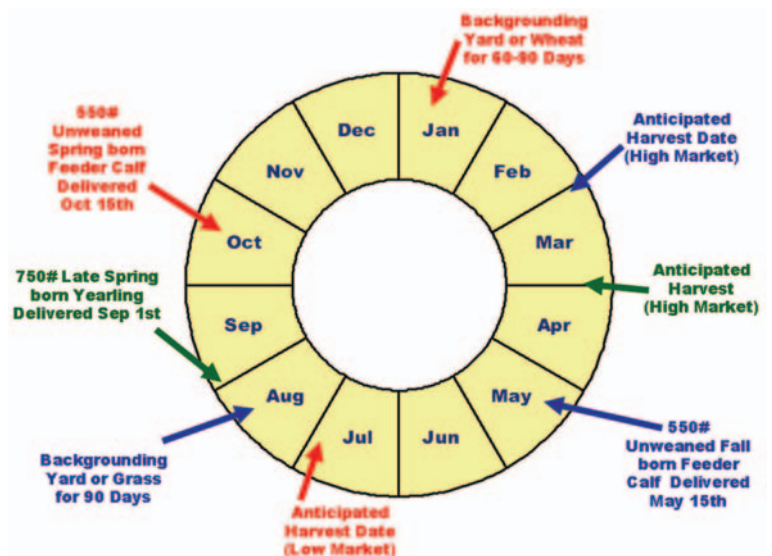 Backgrounding
Yard or Wheat
for 60-90 Days
Anticipated
Harvest Date
(High Market)
Anticipated
Harvest
(High Market)
550#
Unweaned Fall
born Feeder
Calf Delivered
May 15th
Anticipated
Harvest Date
(Low Market)
Backgrounding
Yard or Grass
for 90 Days
750# Late Spring
born Yearling
Delivered Sep 1st
550#
Unweaned
Spring born
Feeder Calf
Delivered
Oct 15th
Jan
Feb
Mar
Apr
May
Jun
Jul
Aug
Sep
Oct
Nov
Dec